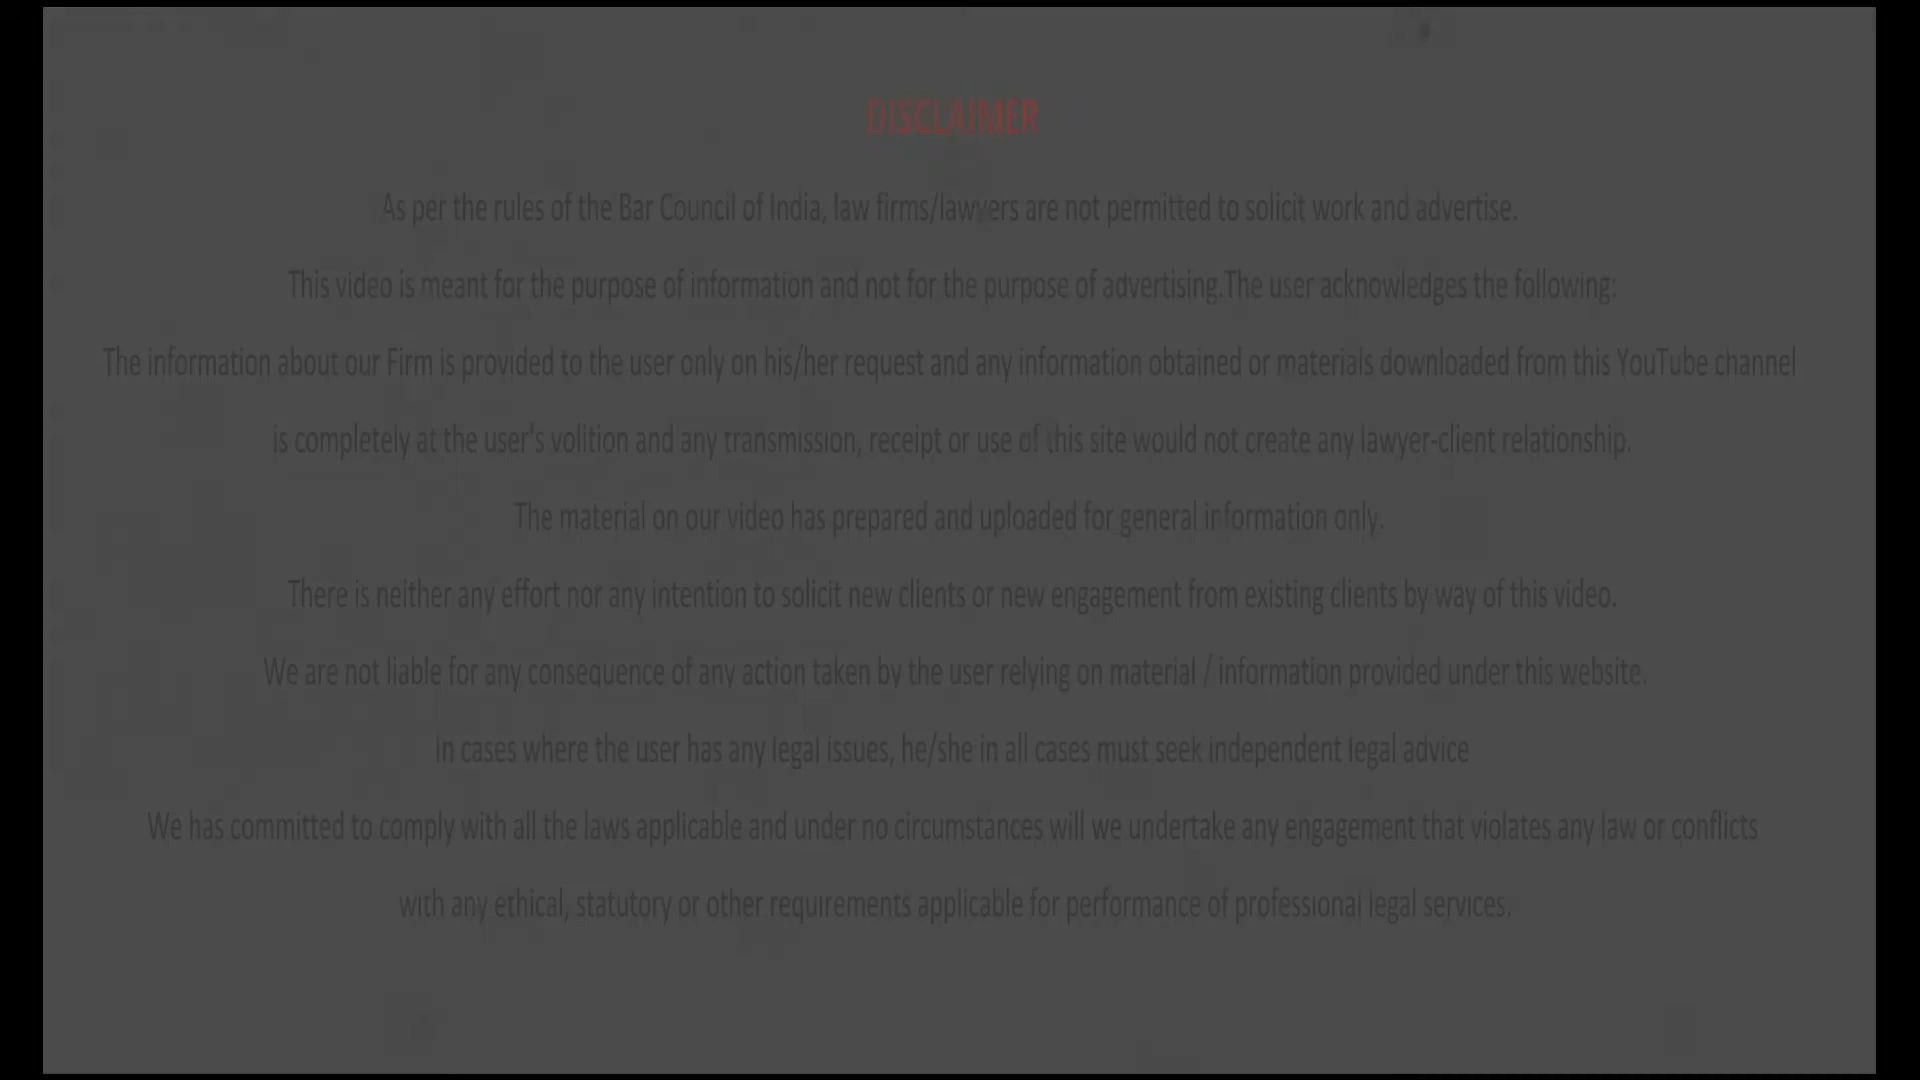 DISCLAIMER
As per the rules of the Bar Council of India, law firms/lawyers are not permitted to solicit work and advertise.
This video is meant for the purpose of information and not for the purpose of advertising.The user acknowledges the following:
The information about our Firm is provided to the user only on his/her request and any information obtained or materials downloaded from this YouTube channel
is completely at the user's volition and any transmission, receipt or use of this site would not create any lawyer-client relationship.
The material on our video has prepared and uploaded for general information only.
There is neither any effort nor any intention to solicit new clients or new engagement from existing clients by way of this video.
We are not liable for any consequence of any action taken by the user relying on material / information provided under this website.
In cases where the user has any legal issues, he/she in all cases must seek independent legal advice
We has committed to comply with all the laws applicable and under no circumstances will we undertake any engagement that violates any law or conflicts
with any ethical, statutory or other requirements applicable for performance of professional legal services.